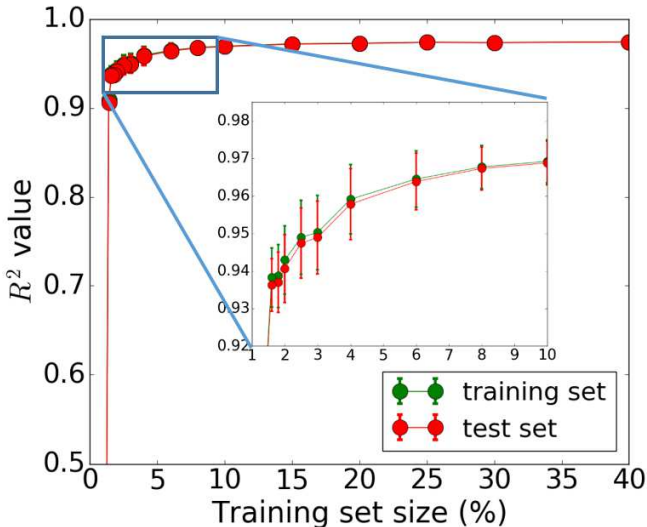 1.0
0.9
0.8
0.7
0.6
0.5
R² value
0.98
0.97
0.96
0.95
0.94
0.93
0.92
1 2 3 4 5 6 7 8 9 10
training set
test set
0 5 10 15 20 25 30 35 40
Training set size (%)